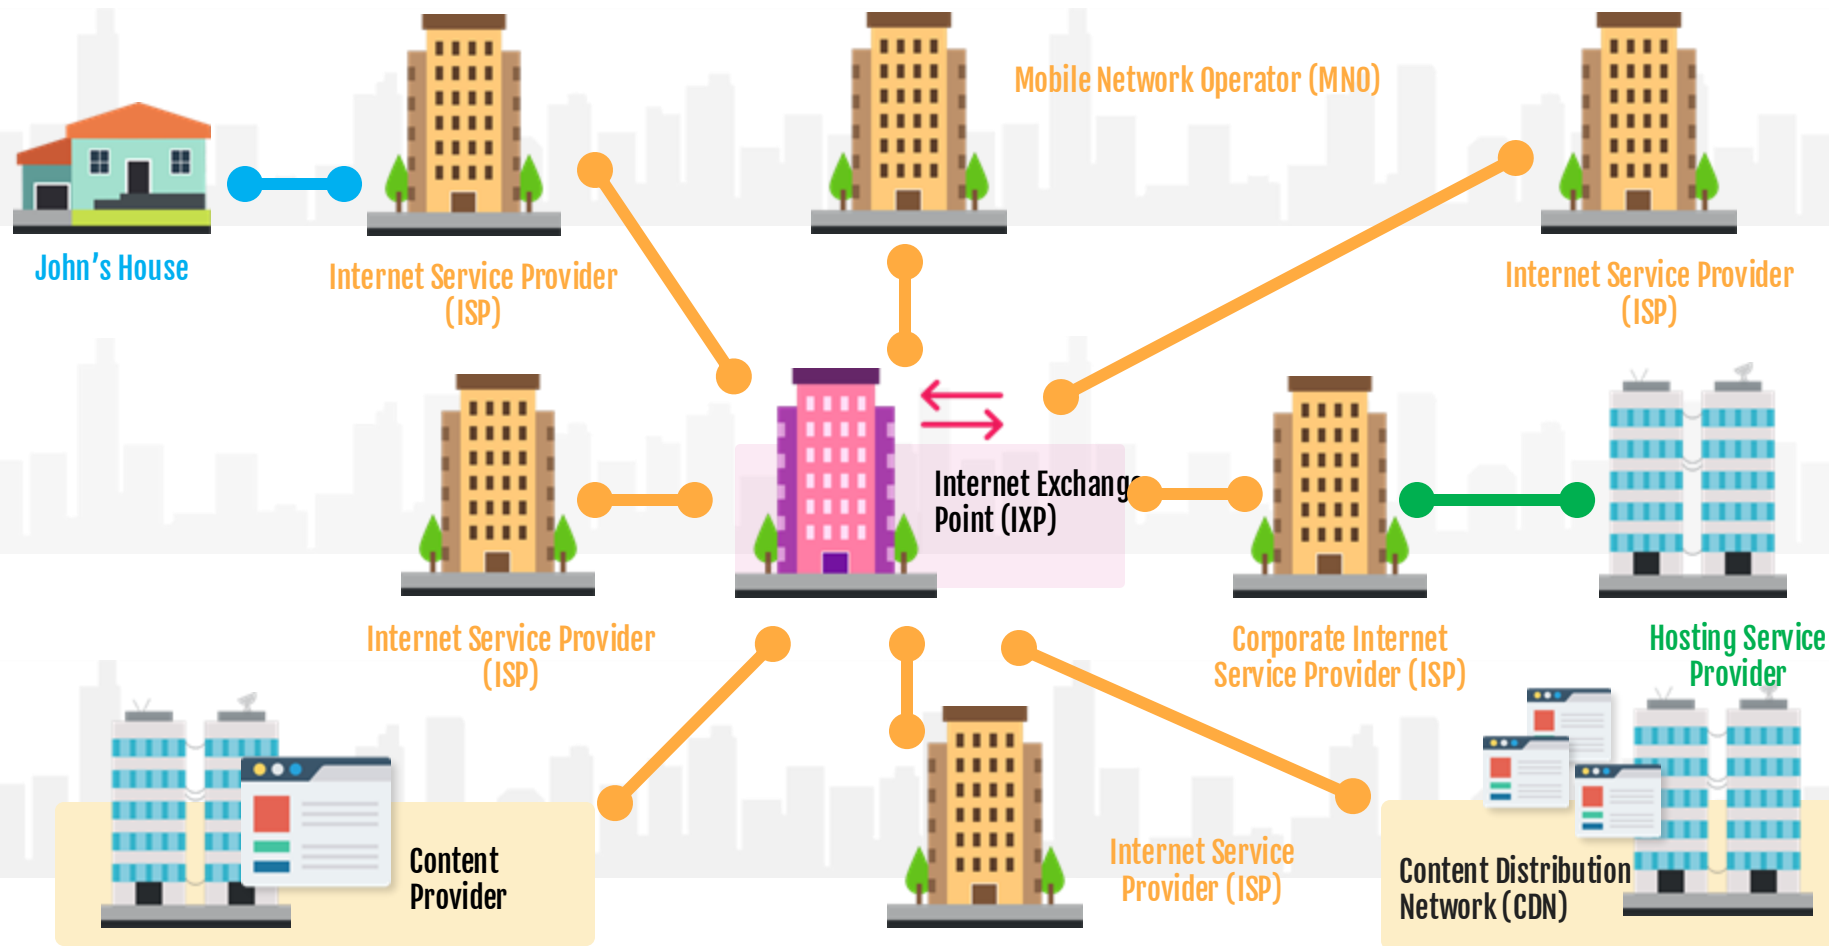 Mobile Network Operator (MNO)
John’s House
Internet Service Provider
(ISP)
Internet Service Provider
(ISP)
Internet Exchange
Point (IXP)
Internet Service Provider
(ISP)
Corporate Internet
Service Provider (ISP)
Hosting Service
Provider
Content
Provider
Internet Service
Provider (ISP)
Content Distribution
Network (CDN)